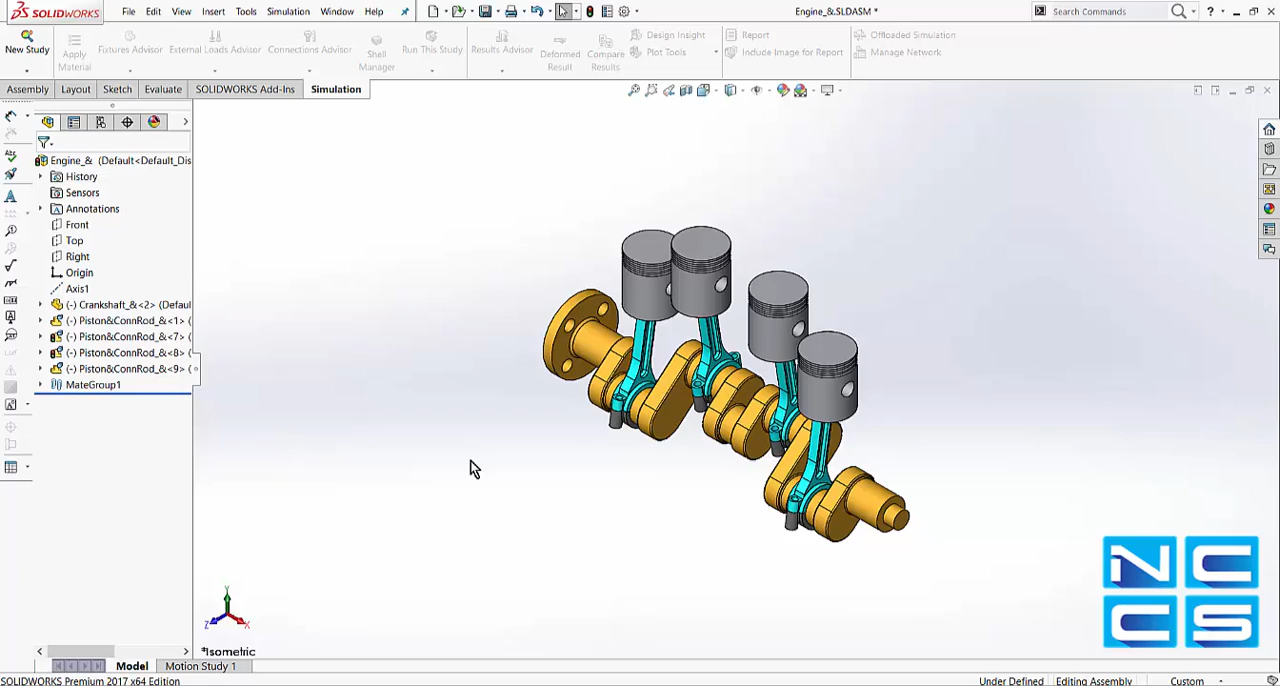 SOLIDWORKS File Edit View Insert Tools Simulation Window Help Engine_&.SLDASM * Search Commands ?
New Study
Apply Material
Fixtures Advisor
External Loads Advisor
Connections Advisor
Shell Manager
Run This Study
Results Advisor
Deformed Result
Compare Results
Design Insight
Plot Tools
Report
Include Image for Report
Offloaded Simulation
Manage Network
Assembly Layout Sketch Evaluate SOLIDWORKS Add-Ins Simulation
Engine_& (Default<Default_Dis
History
Sensors
Annotations
Front
Top
Right
Origin
Axis1
(-) Crankshaft_&<2> (Defaul
(-) Piston&ConnRod_&<1> (
(-) Piston&ConnRod_&<7> (
(-) Piston&ConnRod_&<8> (
(-) Piston&ConnRod_&<9> (
MateGroup1
Y
Z X
*Isometric
NCCS
Model Motion Study 1
SOLIDWORKS Premium 2017 x64 Edition Under Defined Editing Assembly Custom